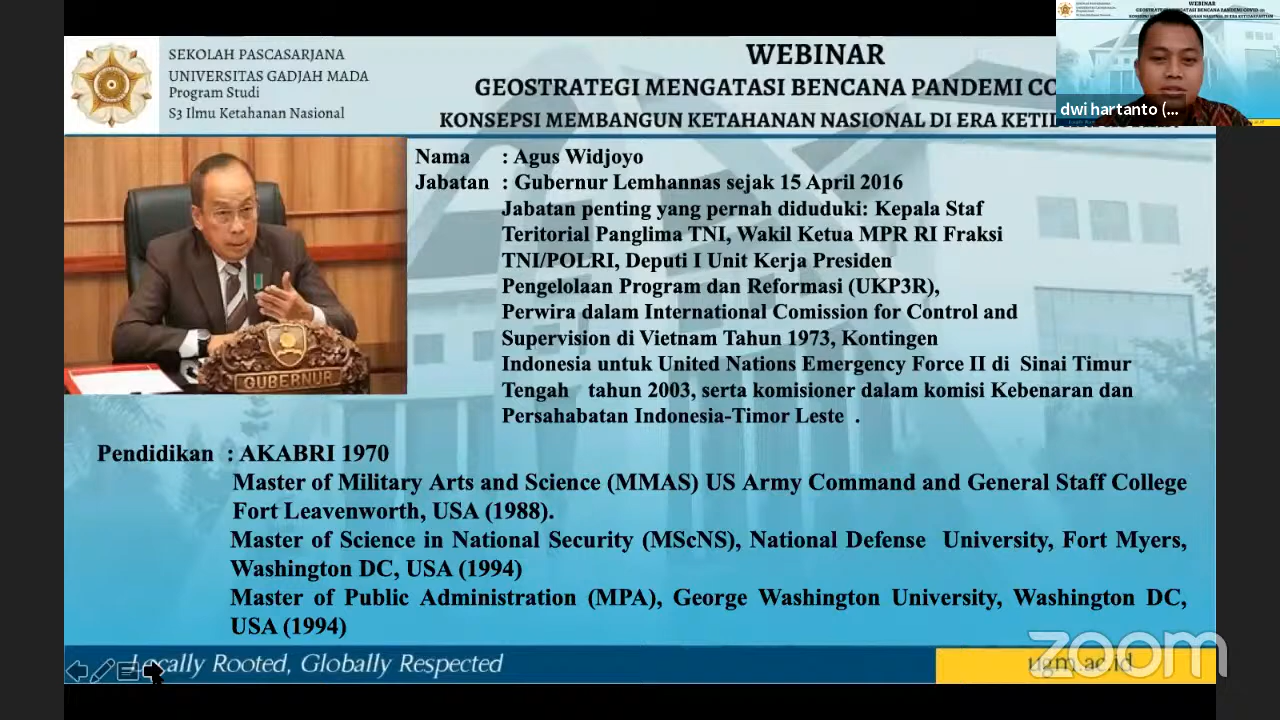 SEKOLAH PASCASARJANA
UNIVERSITAS GADJAH MADA
Program Studi
S3 Ilmu Ketahanan Nasional
WEBINAR
GEOSTRATEGI MENGATASI BENCANA PANDEMI CO
KONSEPSI MEMBANGUN KETAHANAN NASIONAL DI ERA KETI
WEBINAR
dwi hartanto (...
Nama : Agus Widjoyo
Jabatan : Gubernur Lemhannas sejak 15 April 2016
Jabatan penting yang pernah diduduki: Kepala Staf
Teritorial Panglima TNI, Wakil Ketua MPR RI Fraksi
TNI/POLRI, Deputi I Unit Kerja Presiden
Pengelolaan Program dan Reformasi (UKP3R),
Perwira dalam International Comission for Control and
Supervision di Vietnam Tahun 1973, Kontingen
Indonesia untuk United Nations Emergency Force II di Sinai Timur
Tengah tahun 2003, serta komisioner dalam komisi Kebenaran dan
Persahabatan Indonesia-Timor Leste .
GUBERNUR
Pendidikan : AKABRI 1970
Master of Military Arts and Science (MMAS) US Army Command and General Staff College
Fort Leavenworth, USA (1988).
Master of Science in National Security (MScNS), National Defense University, Fort Myers,
Washington DC, USA (1994)
Master of Public Administration (MPA), George Washington University, Washington DC,
USA (1994)
Locally Rooted, Globally Respected
ugm.ac.id
zoom